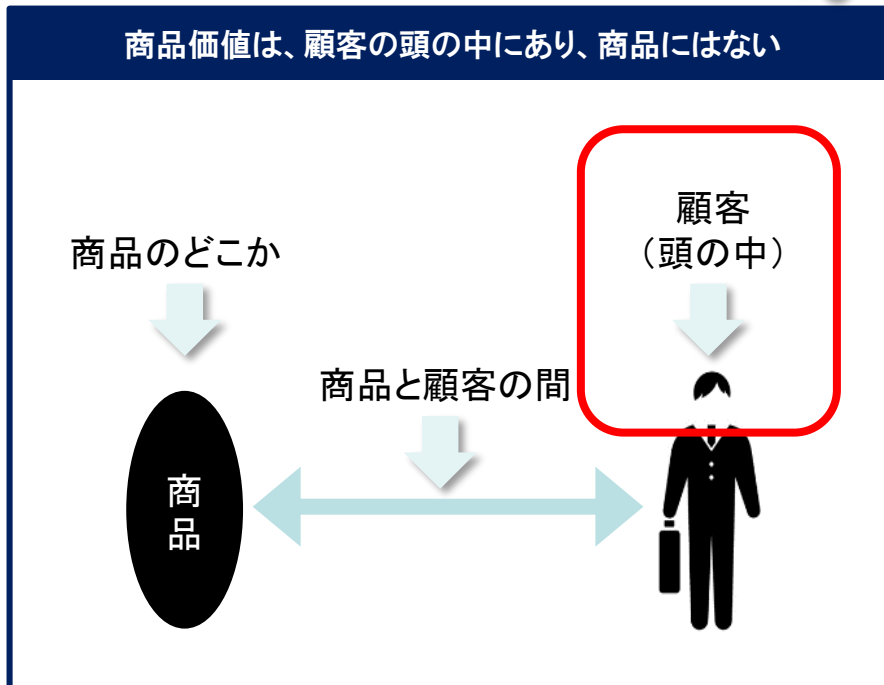 商品価値は、顧客の頭の中にあり、商品にはない
顧客
（頭の中）
商品のどこか
商品と顧客の間
商
品